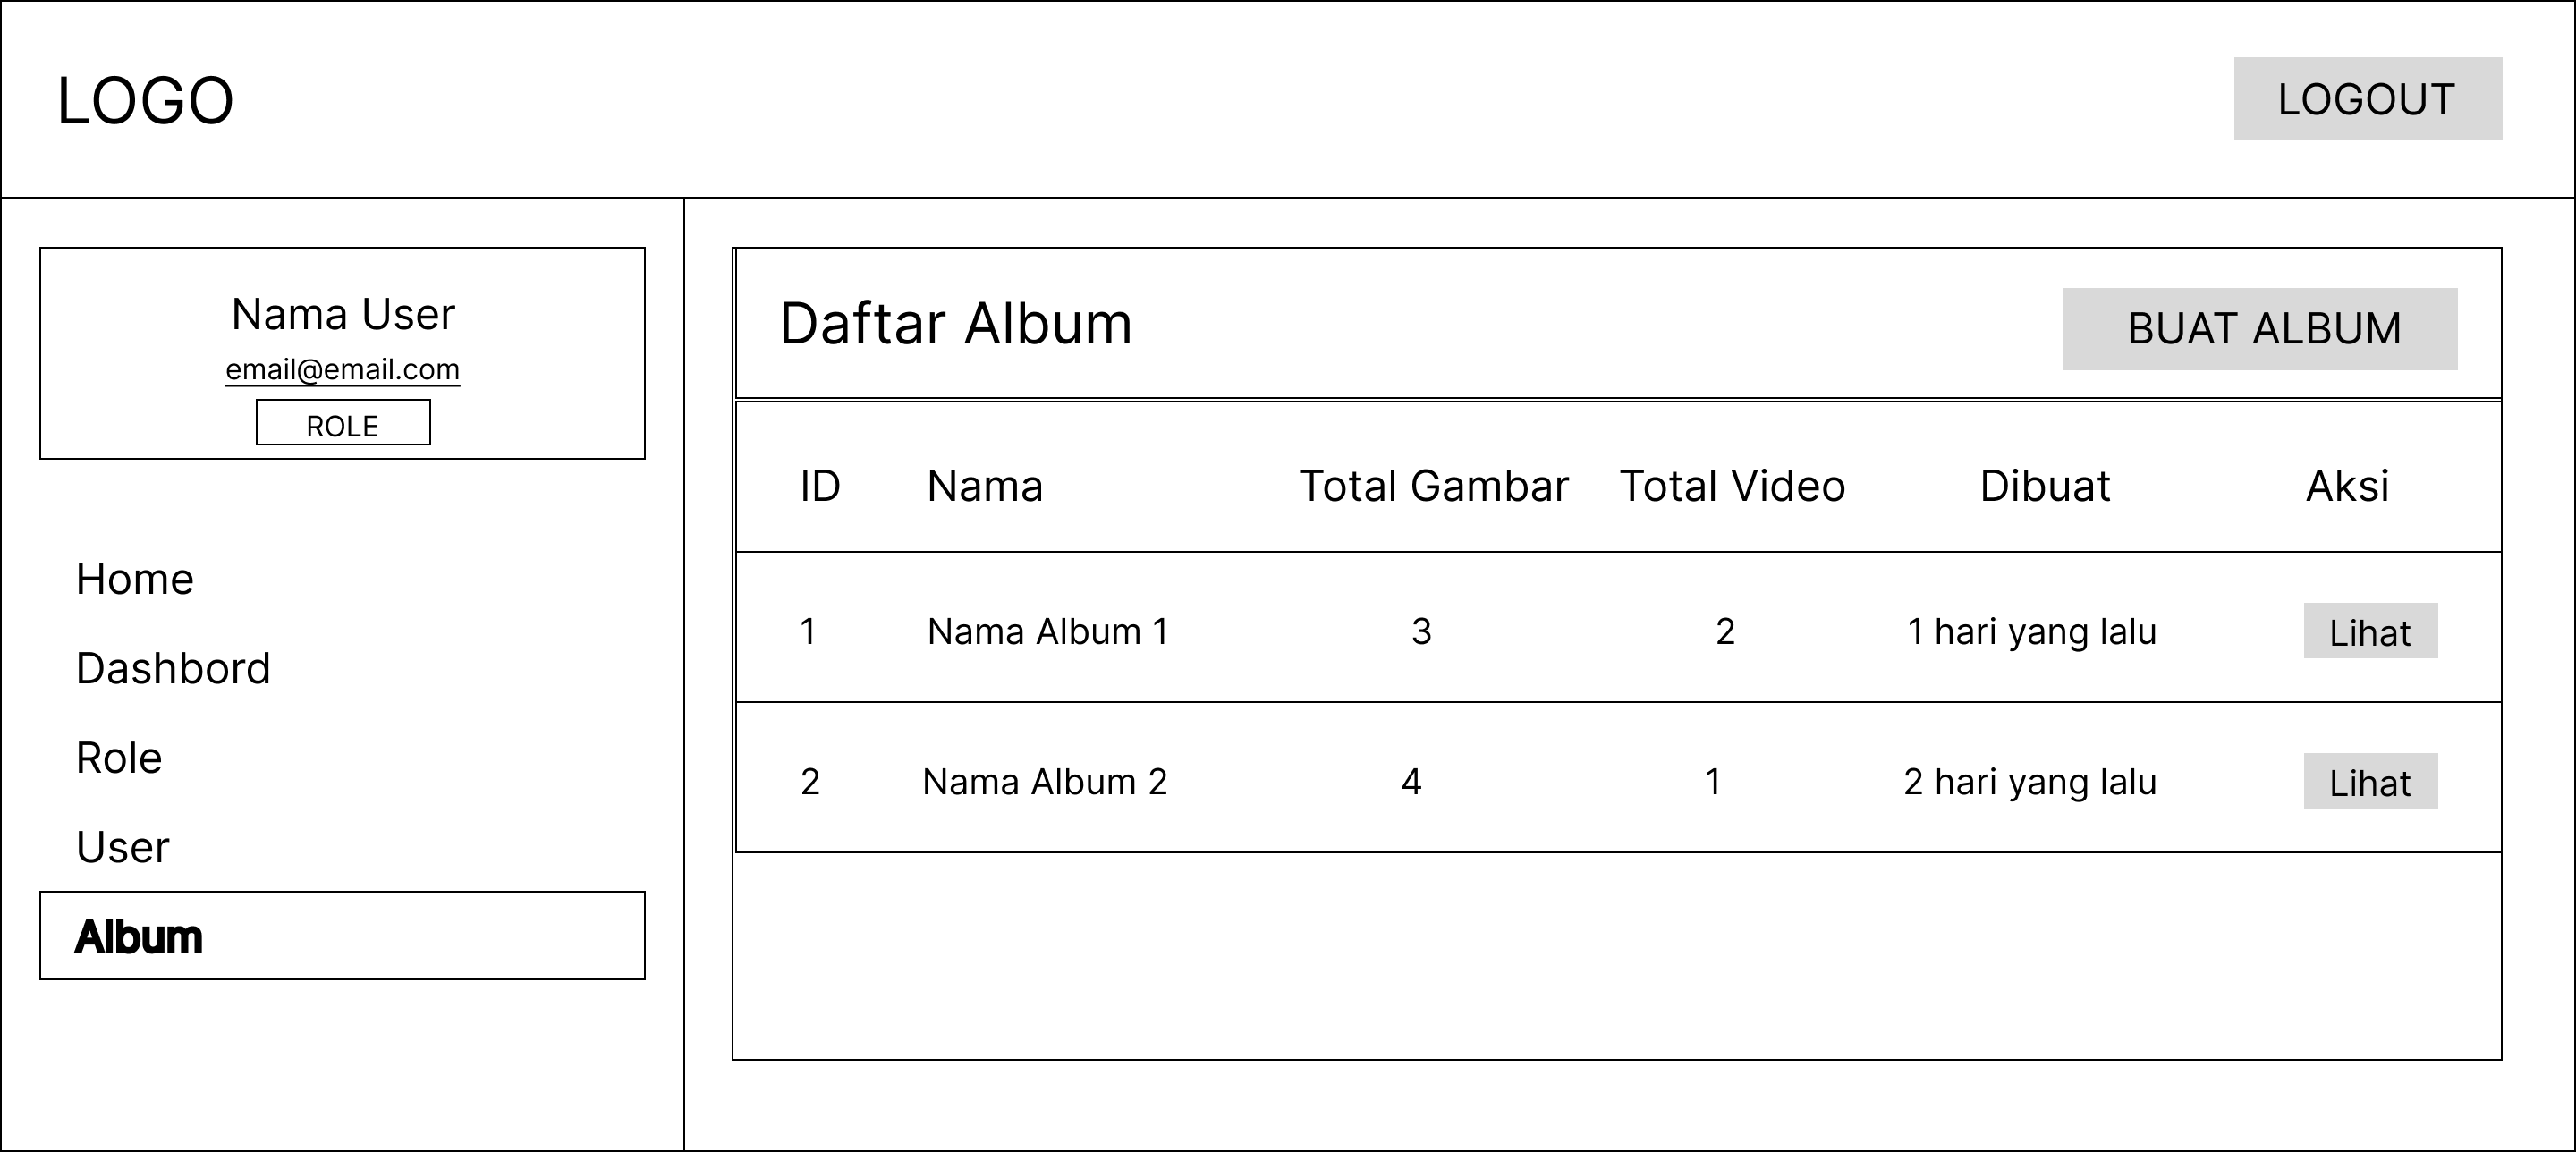 LOGO
LOGOUT
Nama User
email@email.com
ROLE
Home
Dashbord
Role
User
Album
Daftar Album
BUAT ALBUM
ID Nama Total Gambar Total Video Dibuat Aksi
1 Nama Album 1 3 2 1 hari yang lalu Lihat
2 Nama Album 2 4 1 2 hari yang lalu Lihat